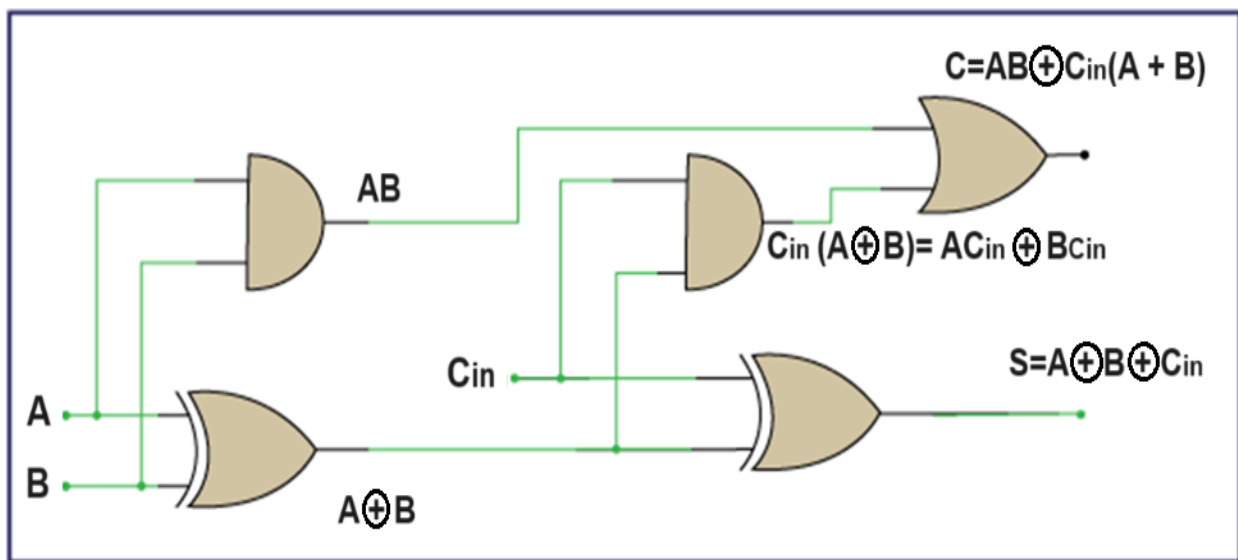 C=AB⊕Cin(A + B)
AB
Cin (A⊕B)= ACin ⊕ BCin
Cin
S=A⊕B⊕Cin
A
B
A⊕B